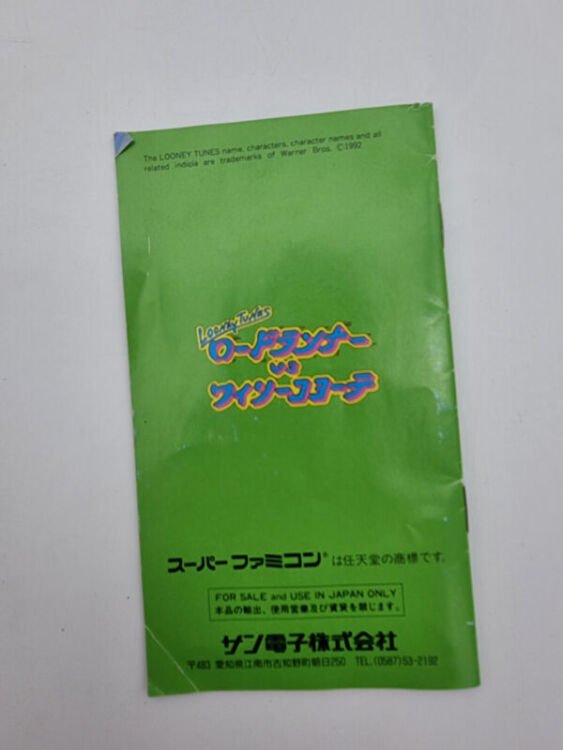 The LOONEY TUNES name, characters, character names and all
related indicia are trademarks of Warner Bros. ©1992
Looney Tunes
ロードランナー
VS
ワイリーコヨーテ
スーパーファミコン®は任天堂の商標です。
FOR SALE and USE IN JAPAN ONLY
本品の輸出、使用営業及び賃貸を禁じます。
サン電子株式会社
〒483 愛知県江南市古知野町朝日250 TEL.(0587)53-2192